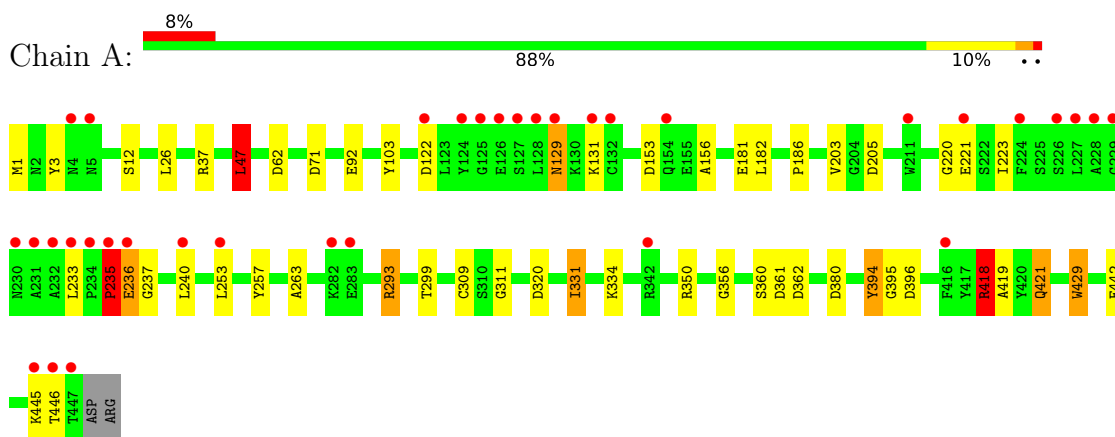 8%
Chain A:
88% 10% • •
M1 N2 Y3 N4 N5 S12 L26 R37 L47 D62 D71 E92 Y103 D122 L123 Y124 G125 E126 S127 L128 N129 K130 K131 C132 D153 Q154 E155 A156 E181 L182 P186 V203 G204 D205 W211 G220 E221 S222 I223 F224 S225 S226 L227 A228 G229
N230 A231 A232 L233 P234 P235 E236 G237 L240 L253 Y257 A263 K282 E283 R293 T299 C309 S310 G311 D320 I331 K334 R342 R350 G356 S360 D361 D362 D380 Y394 G395 D396 F416 Y417 R418 A419 Y420 Q421 W429
K445 T446 T447 ASP ARG